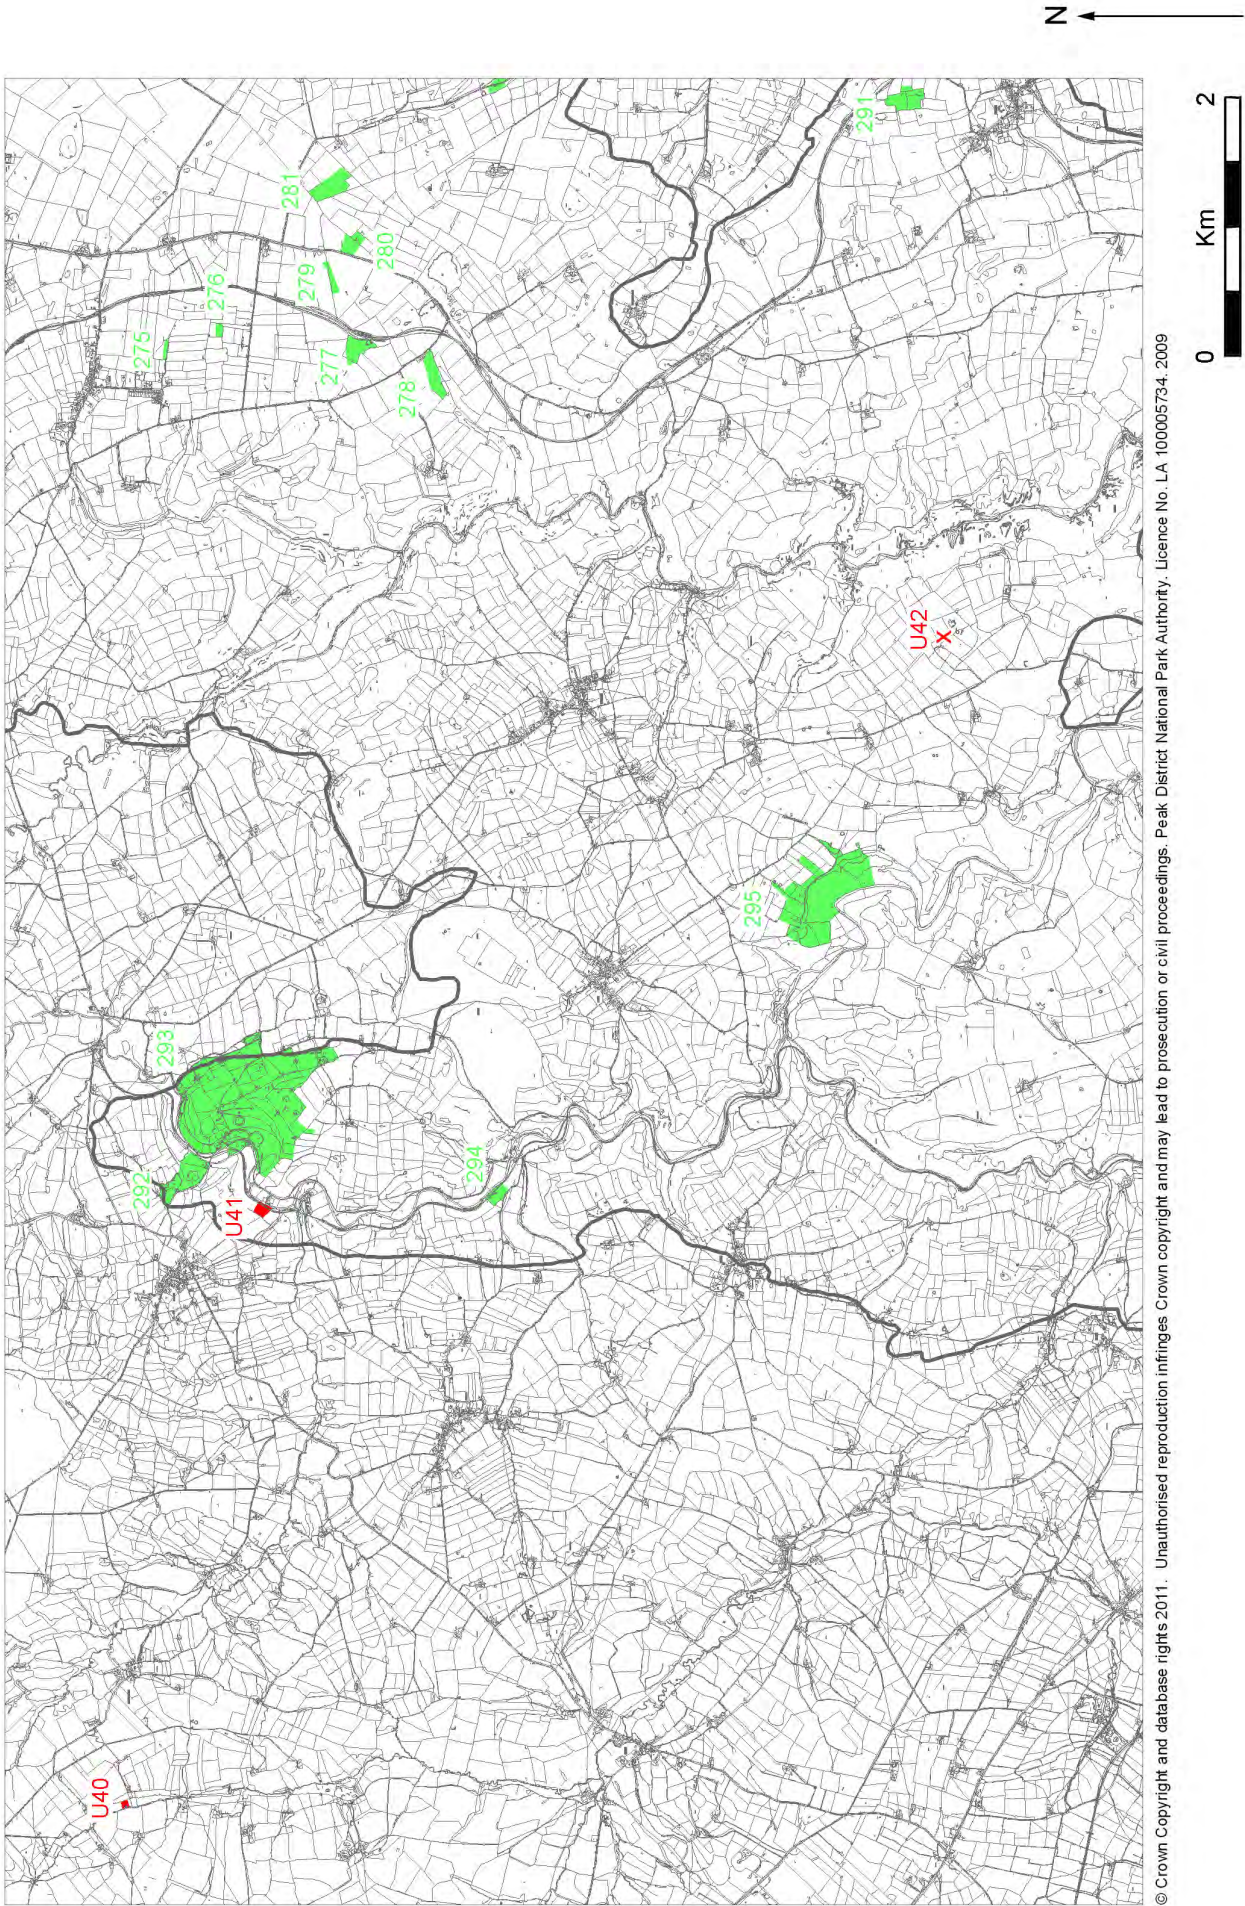 U40
292
U41
293
294
295
U42
275
276
277
278
279
280
281
291
N
0 Km 2
© Crown Copyright and database rights 2011. Unauthorised reproduction infringes Crown copyright and may lead to prosecution or civil proceedings. Peak District National Park Authority. Licence No. LA 100005734. 2009